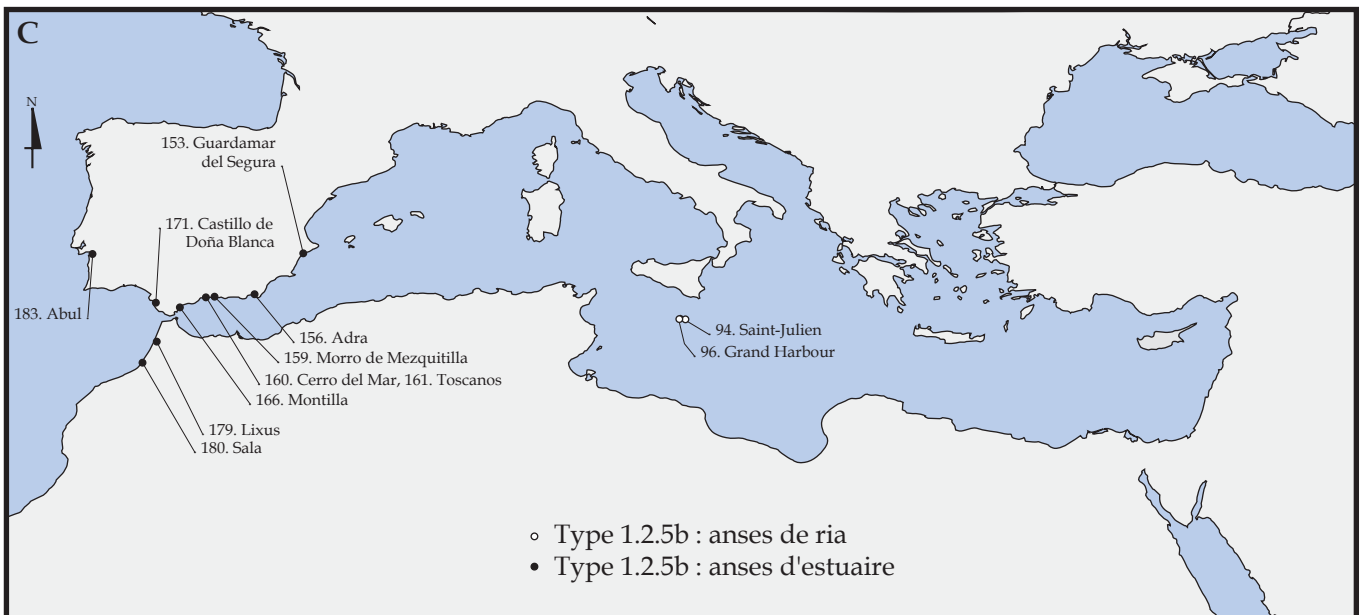 C
N
153. Guardamar
del Segura
171. Castillo de
Doña Blanca
183. Abul
156. Adra
159. Morro de Mezquitilla
160. Cerro del Mar, 161. Toscanos
166. Montilla
179. Lixus
180. Sala
94. Saint-Julien
96. Grand Harbour
Type 1.2.5b : anses de ria
Type 1.2.5b : anses d'estuaire